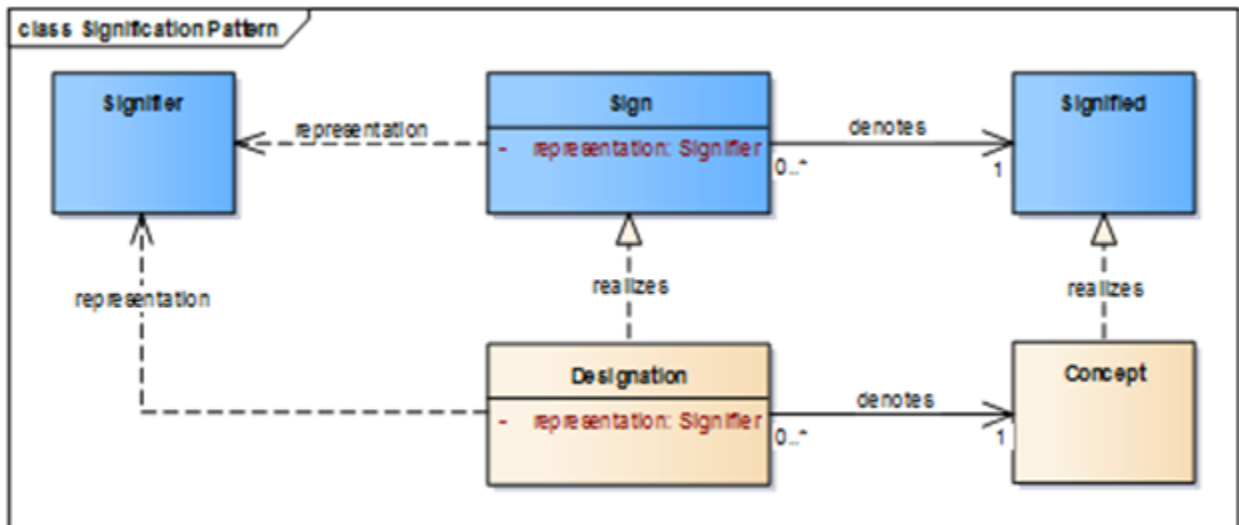 class Signification Pattern
Signifier
Sign
Signified
representation
- representation: Signifier
denotes
0..*
1
representation
realizes
realizes
Designation
Concept
- representation: Signifier
denotes
0..*
1